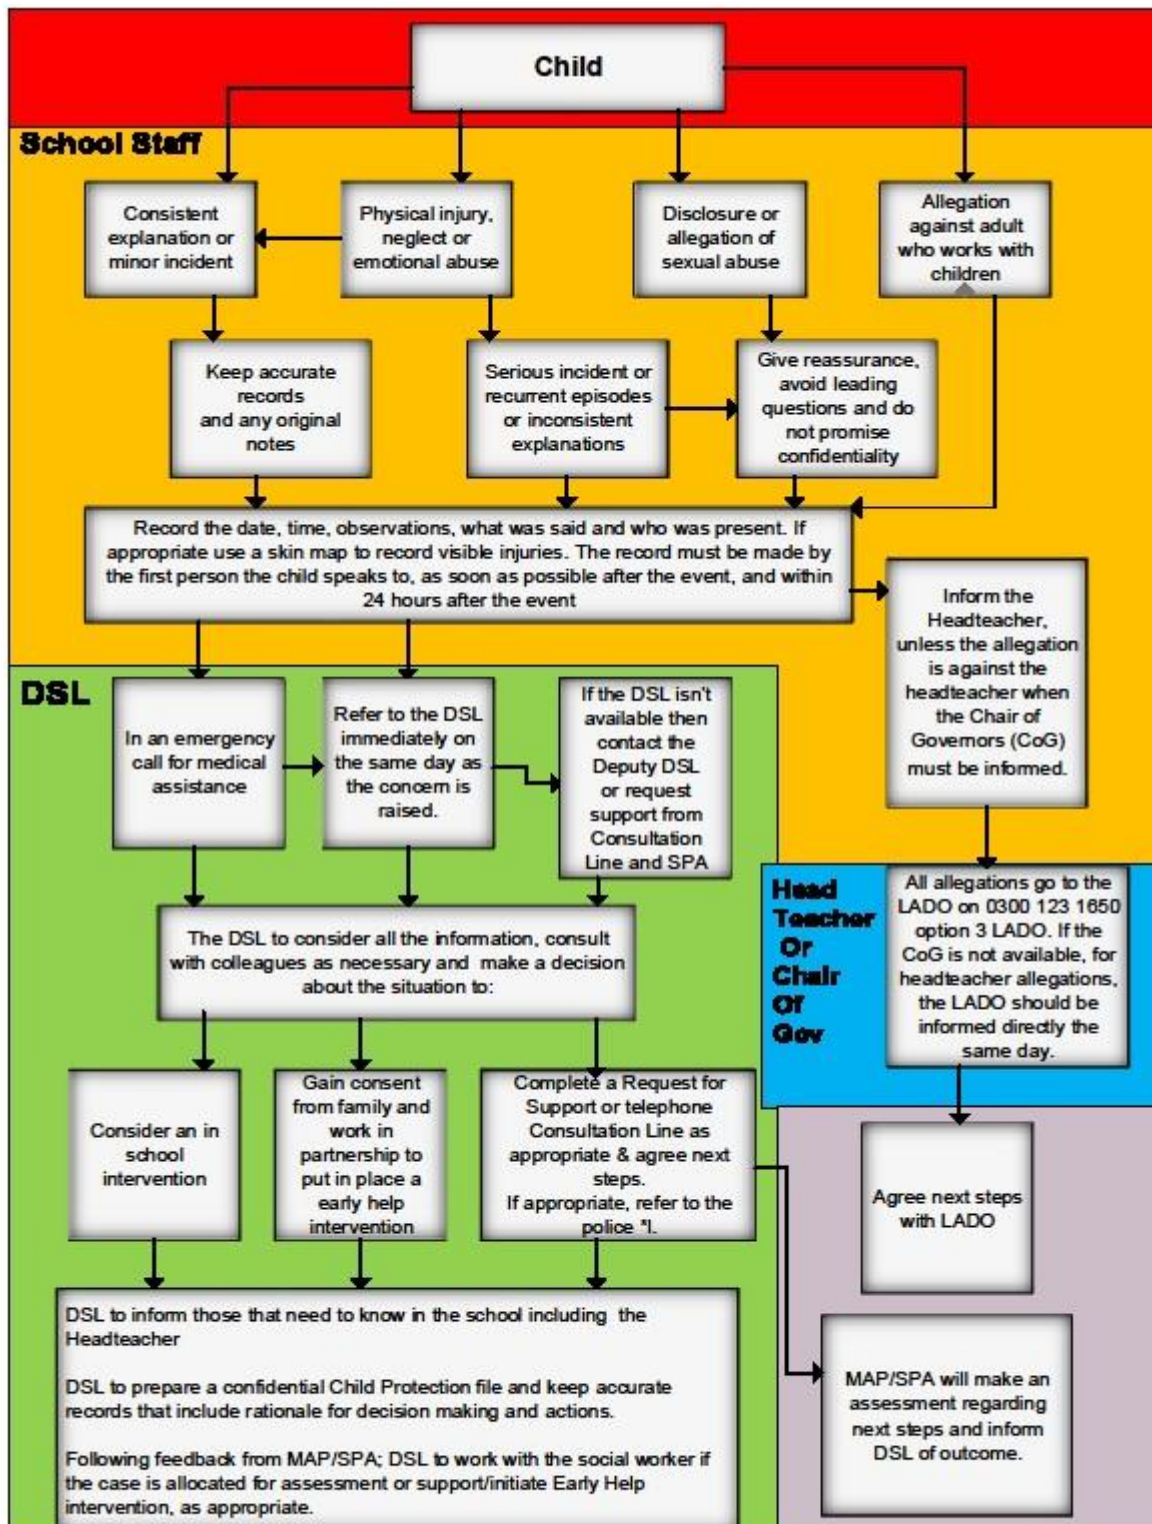 Child
School Staff
Consistent
explanation or
minor incident
Physical injury,
neglect or
emotional abuse
Disclosure or
allegation of
sexual abuse
Allegation
against adult
who works with
children
Keep accurate
records
and any original
notes
Serious incident or
recurrent episodes
or inconsistent
explanations
Give reassurance,
avoid leading
questions and do
not promise
confidentiality
Record the date, time, observations, what was said and who was present. If
appropriate use a skin map to record visible injuries. The record must be made by
the first person the child speaks to, as soon as possible after the event, and within
24 hours after the event
Inform the
Headteacher,
unless the allegation
is against the
headteacher when
the Chair of
Governors (CoG)
must be informed.
DSL
In an emergency
call for medical
assistance
Refer to the DSL
immediately on
the same day as
the concern is
raised.
If the DSL isn't
available then
contact the
Deputy DSL
or request
support from
Consultation
Line and SPA
Head
Teacher
Or
Chair
Of
Gov
All allegations go to the
LADO on 0300 123 1650
option 3 LADO. If the
CoG is not available, for
headteacher allegations,
the LADO should be
informed directly the
same day.
The DSL to consider all the information, consult
with colleagues as necessary and make a decision
about the situation to:
Consider an in
school
intervention
Gain consent
from family and
work in
partnership to
put in place a
early help
intervention
Complete a Request for
Support or telephone
Consultation Line as
appropriate & agree next
steps.
If appropriate, refer to the
police *I.
Agree next steps
with LADO
DSL to inform those that need to know in the school including the
Headteacher
DSL to prepare a confidential Child Protection file and keep accurate
records that include rationale for decision making and actions.
Following feedback from MAP/SPA; DSL to work with the social worker if
the case is allocated for assessment or support/initiate Early Help
intervention, as appropriate.
MAP/SPA will make an
assessment regarding
next steps and inform
DSL of outcome.